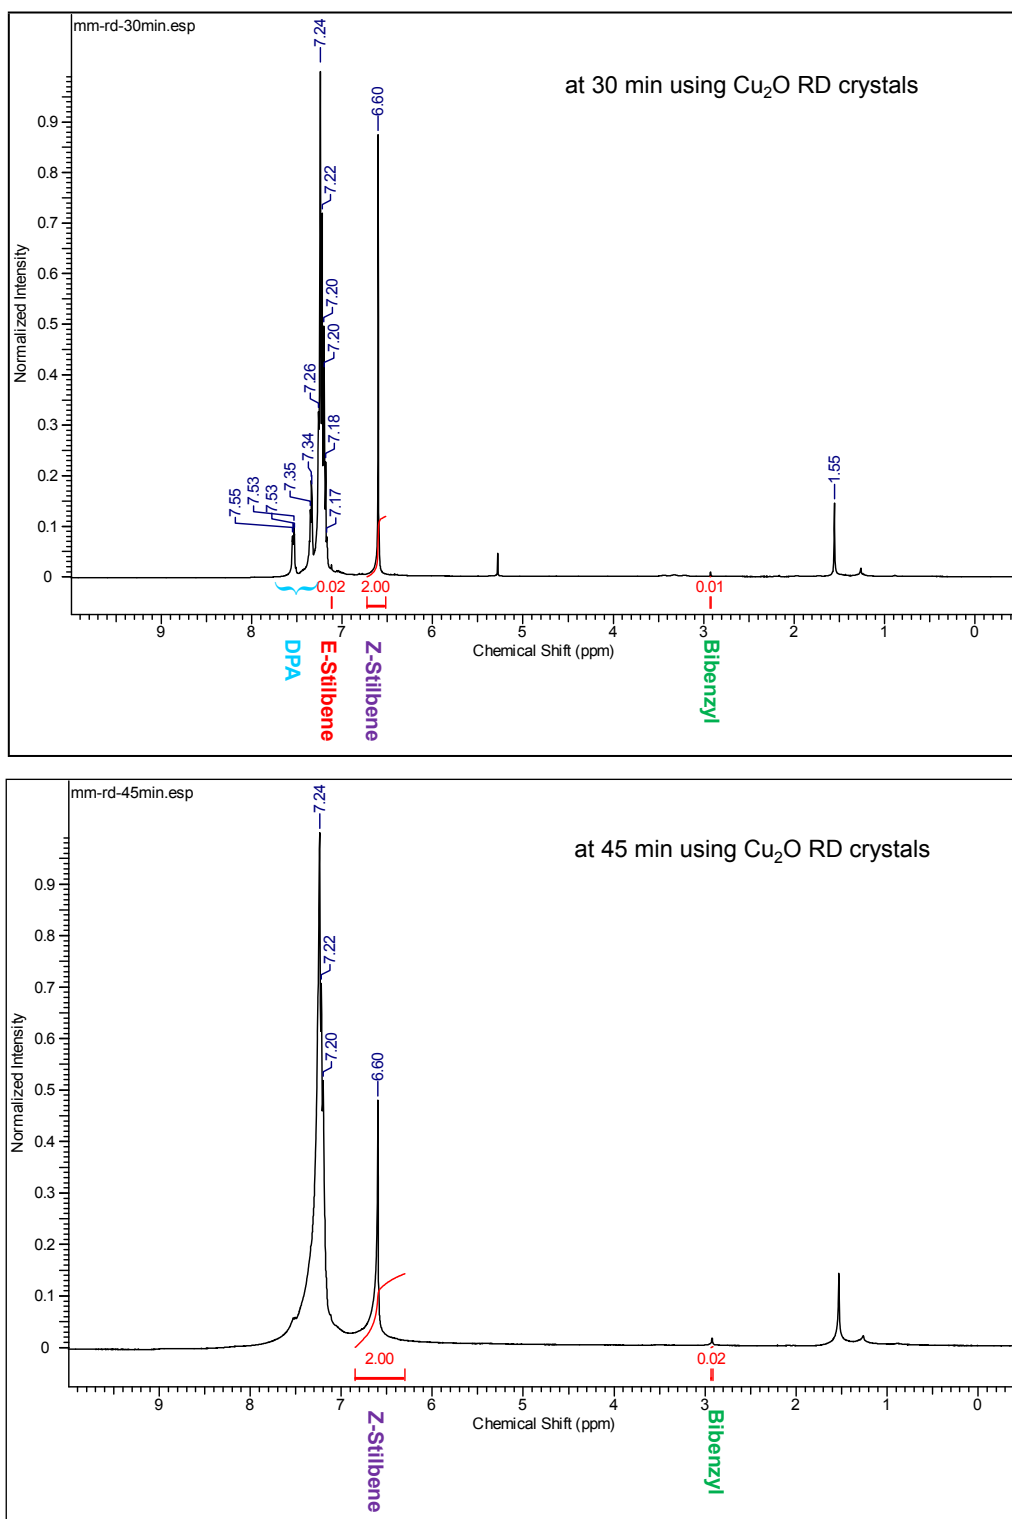 mm-rd-30min.esp
at 30 min using Cu₂O RD crystals
7.24
6.60
7.22
7.20
7.20
7.26
7.18
7.34
7.35
7.53
7.53
7.55
7.17
1.55
0.9
0.8
0.7
0.6
0.5
0.4
0.3
0.2
0.1
0
Normalized Intensity
0.02
2.00
0.01
9 8 7 6 5 4 3 2 1 0
Chemical Shift (ppm)
DPA
E-Stilbene
Z-Stilbene
Bibenzyl
mm-rd-45min.esp
at 45 min using Cu₂O RD crystals
7.24
7.22
7.20
6.60
0.9
0.8
0.7
0.6
0.5
0.4
0.3
0.2
0.1
0
Normalized Intensity
2.00
0.02
9 8 7 6 5 4 3 2 1 0
Chemical Shift (ppm)
Z-Stilbene
Bibenzyl